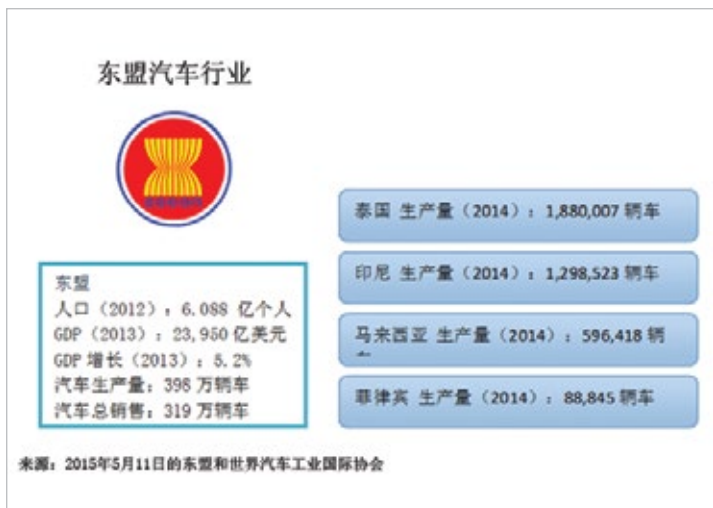 东盟汽车行业
东盟
人口（2012）：6.088 亿个人
GDP（2013）：23,950 亿美元
GDP 增长（2013）：5.2%
汽车生产量：398 万辆车
汽车总销售：319 万辆车
泰国 生产量（2014）：1,880,007 辆车
印尼 生产量（2014）：1,298,523 辆车
马来西亚 生产量（2014）：596,418 辆
菲律宾 生产量（2014）：88,845 辆车
来源：2015年5月11日的东盟和世界汽车工业国际协会